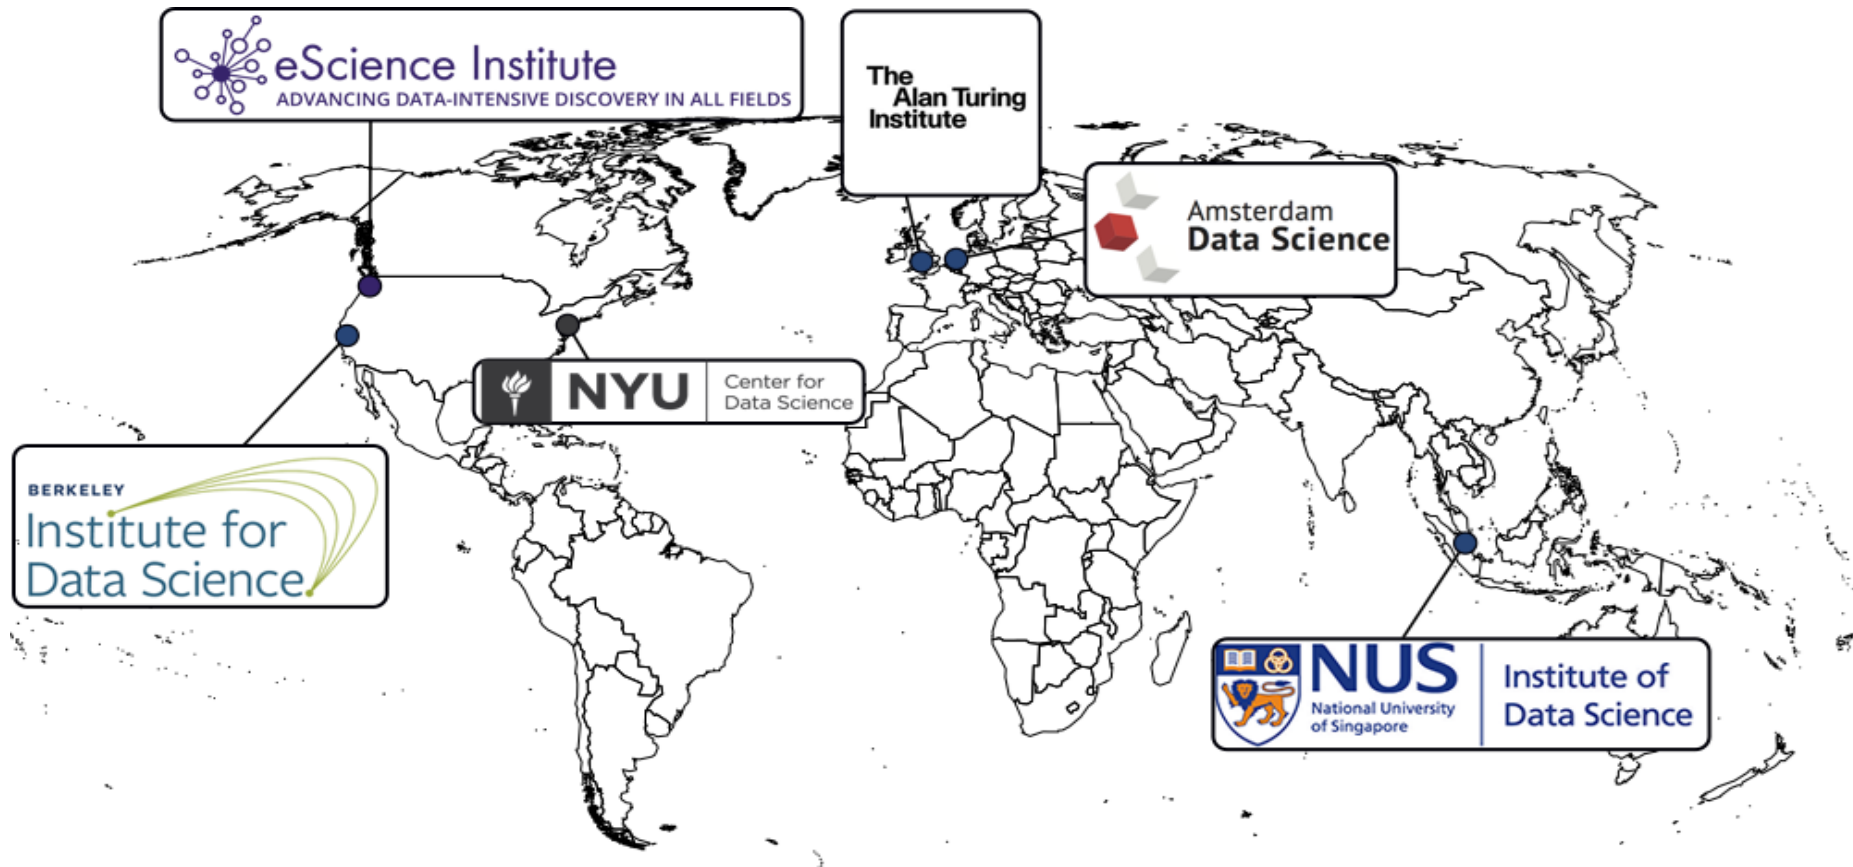 eScience Institute
ADVANCING DATA-INTENSIVE DISCOVERY IN ALL FIELDS
The
Alan Turing
Institute
Amsterdam
Data Science
NYU
Center for
Data Science
BERKELEY
Institute for
Data Science
NUS
National University
of Singapore
Institute of
Data Science